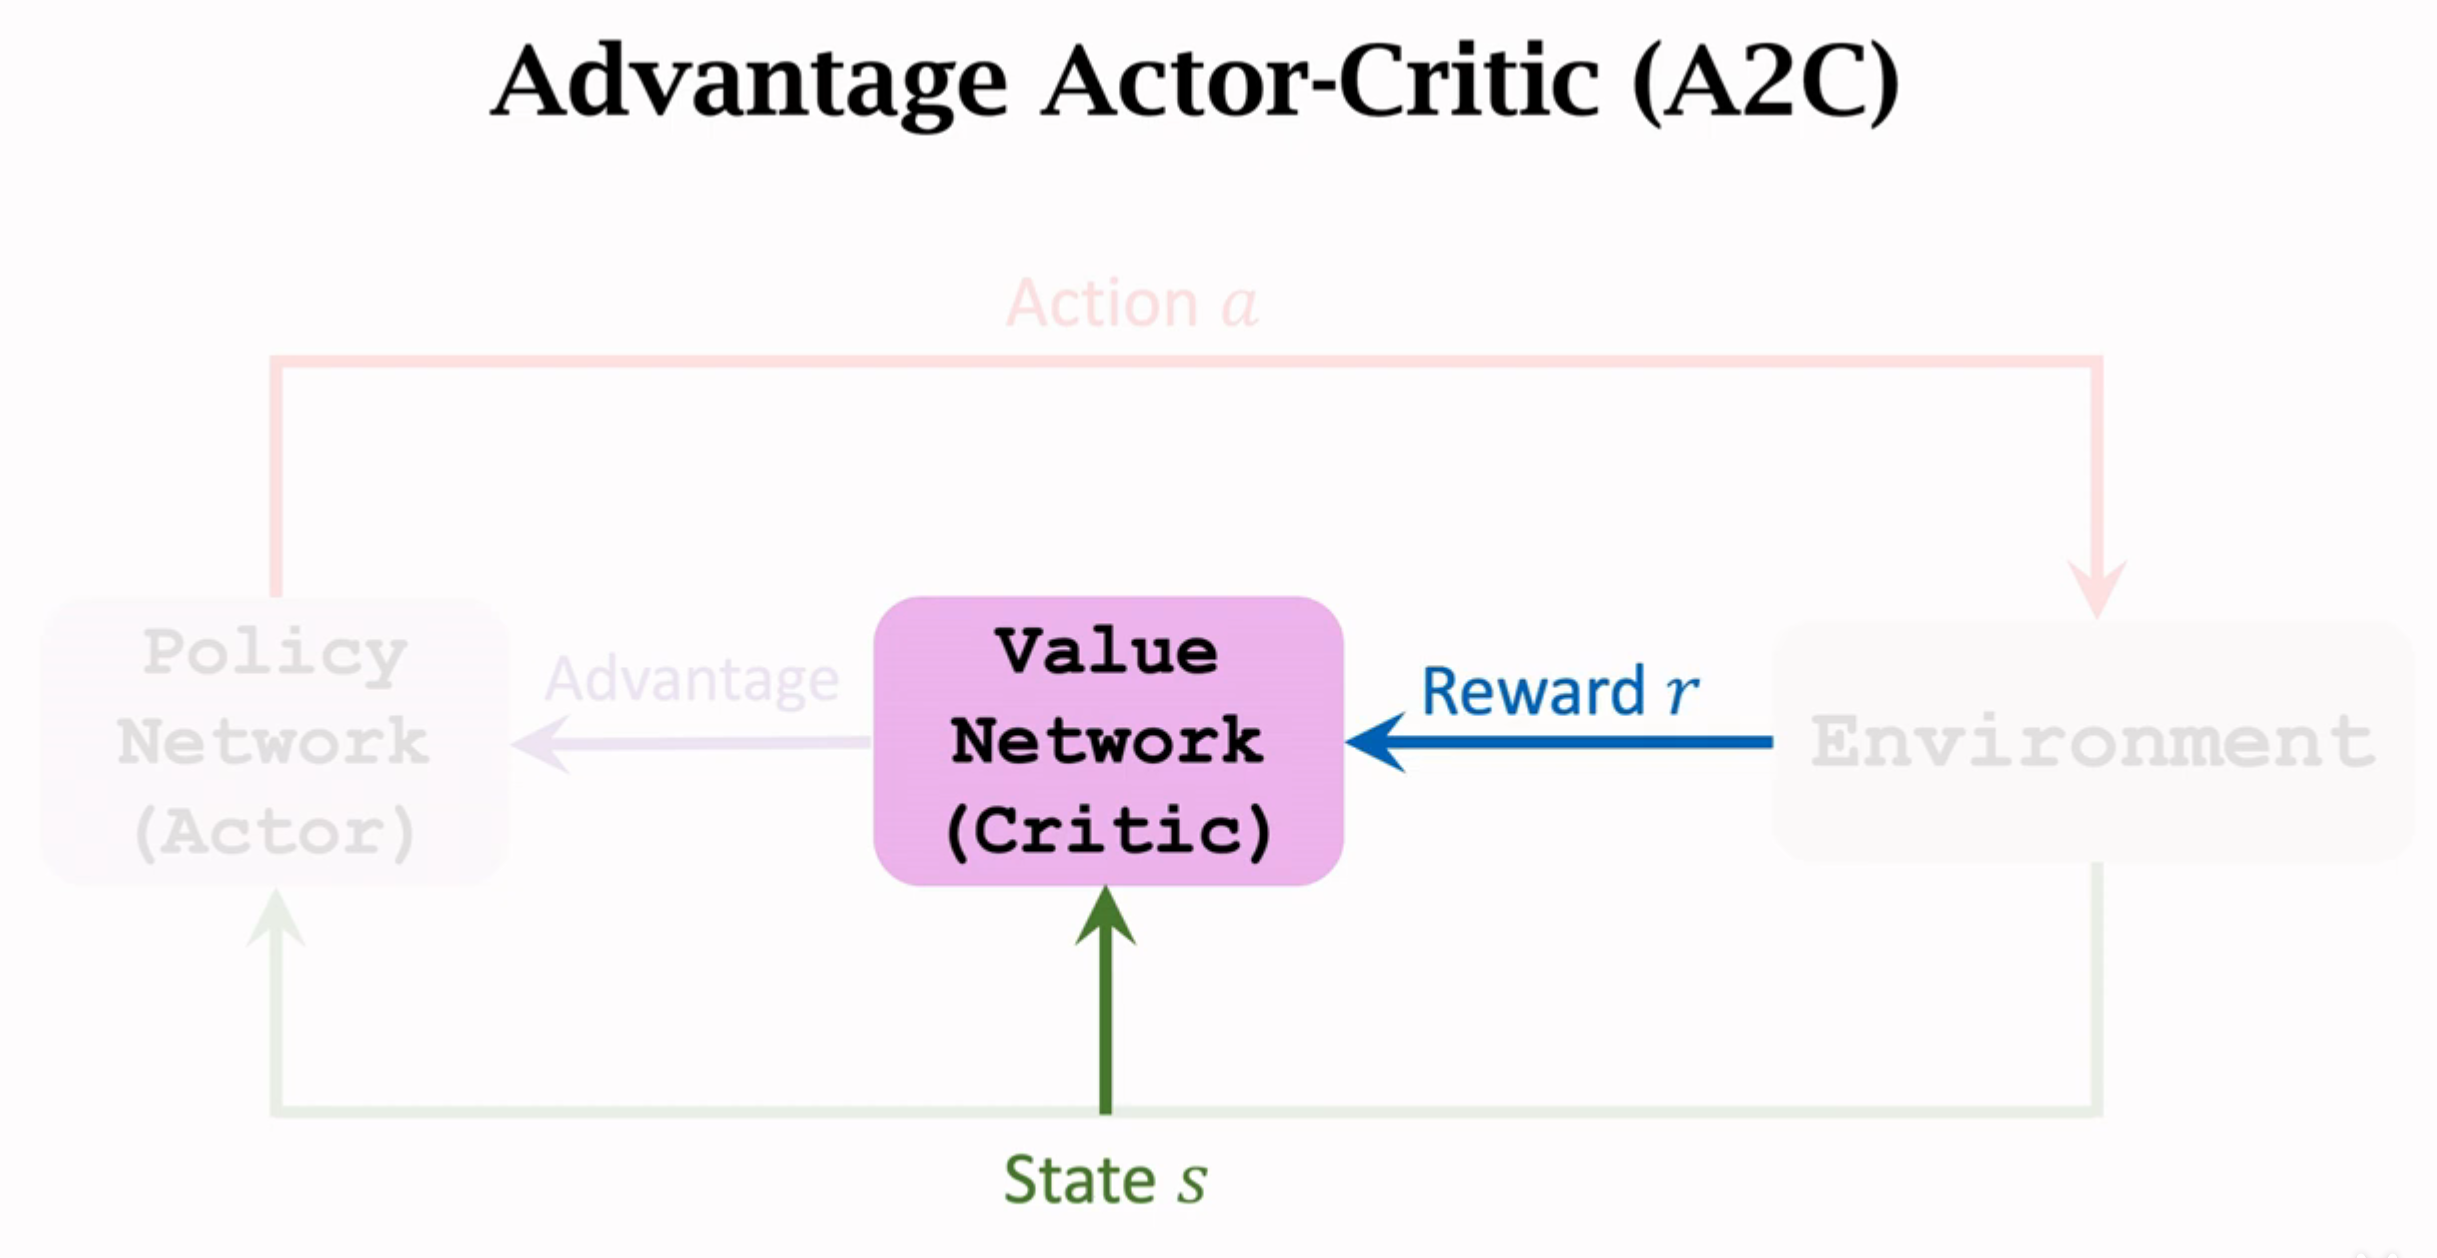 Advantage Actor-Critic (A2C)
Action a
Policy
Network
(Actor)
Advantage
Value
Network
(Critic)
Reward r
Environment
State s